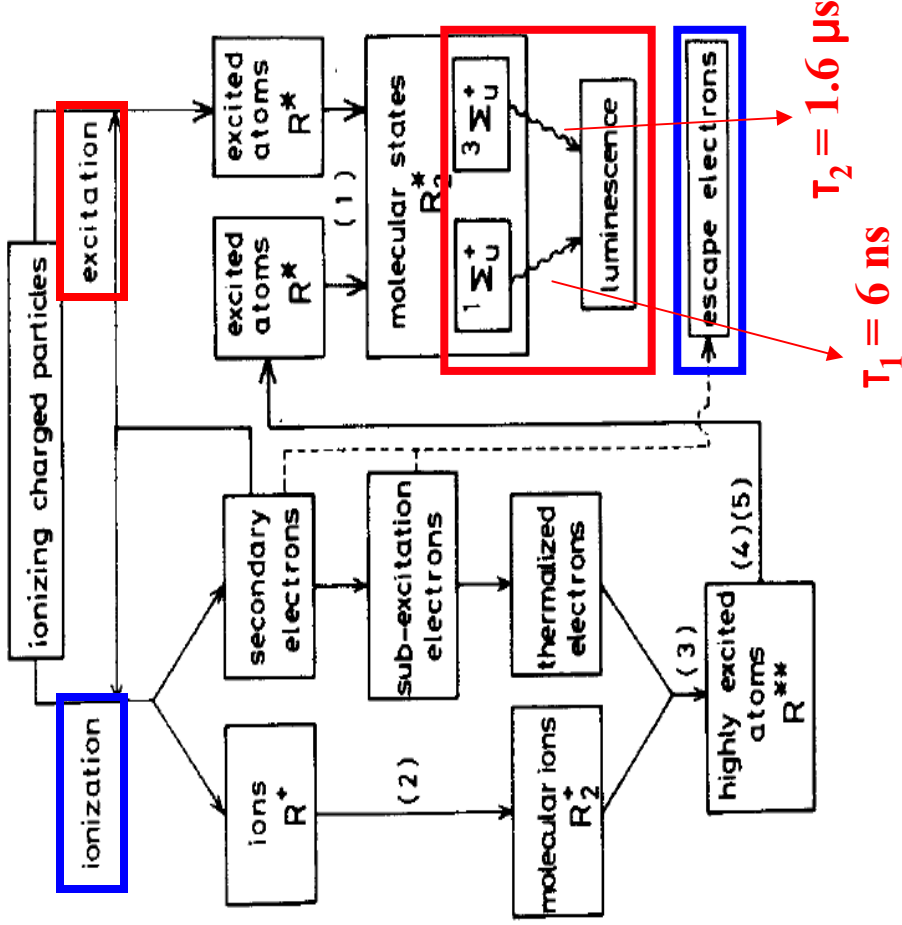 ionizing charged particles
ionization
excitation
ions
R⁺
secondary
electrons
excited
atoms
R*
excited
atoms
R*
(1)
(2)
sub-excitation
electrons
molecular states
R₂*
¹Σᵤ⁺
³Σᵤ⁺
molecular ions
R₂⁺
thermalized
electrons
luminescence
(3)
highly excited
atoms
R**
(4)(5)
escape electrons
τ₁ = 6 ns
τ₂ = 1.6 μs